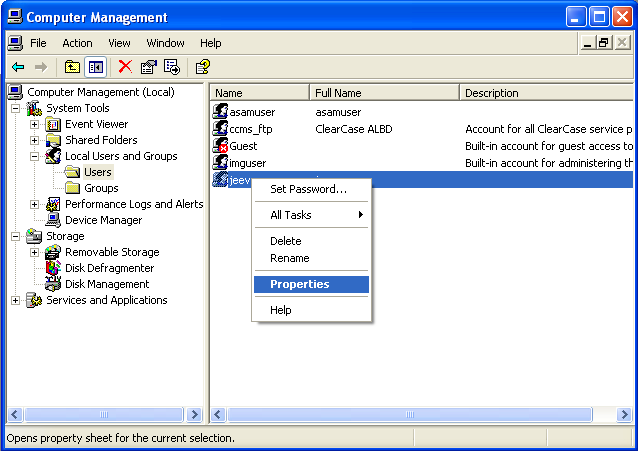 Computer Management
File Action View Window Help
Computer Management (Local)
System Tools
Event Viewer
Shared Folders
Local Users and Groups
Users
Groups
Performance Logs and Alerts
Device Manager
Storage
Removable Storage
Disk Defragmenter
Disk Management
Services and Applications
Name Full Name Description
asamuser asamuser
ccms_ftp ClearCase ALBD Account for all ClearCase service p
Guest Built-in account for guest access to
imguser Built-in account for administering th
jeev
Set Password...
All Tasks
Delete
Rename
Properties
Help
Opens property sheet for the current selection.